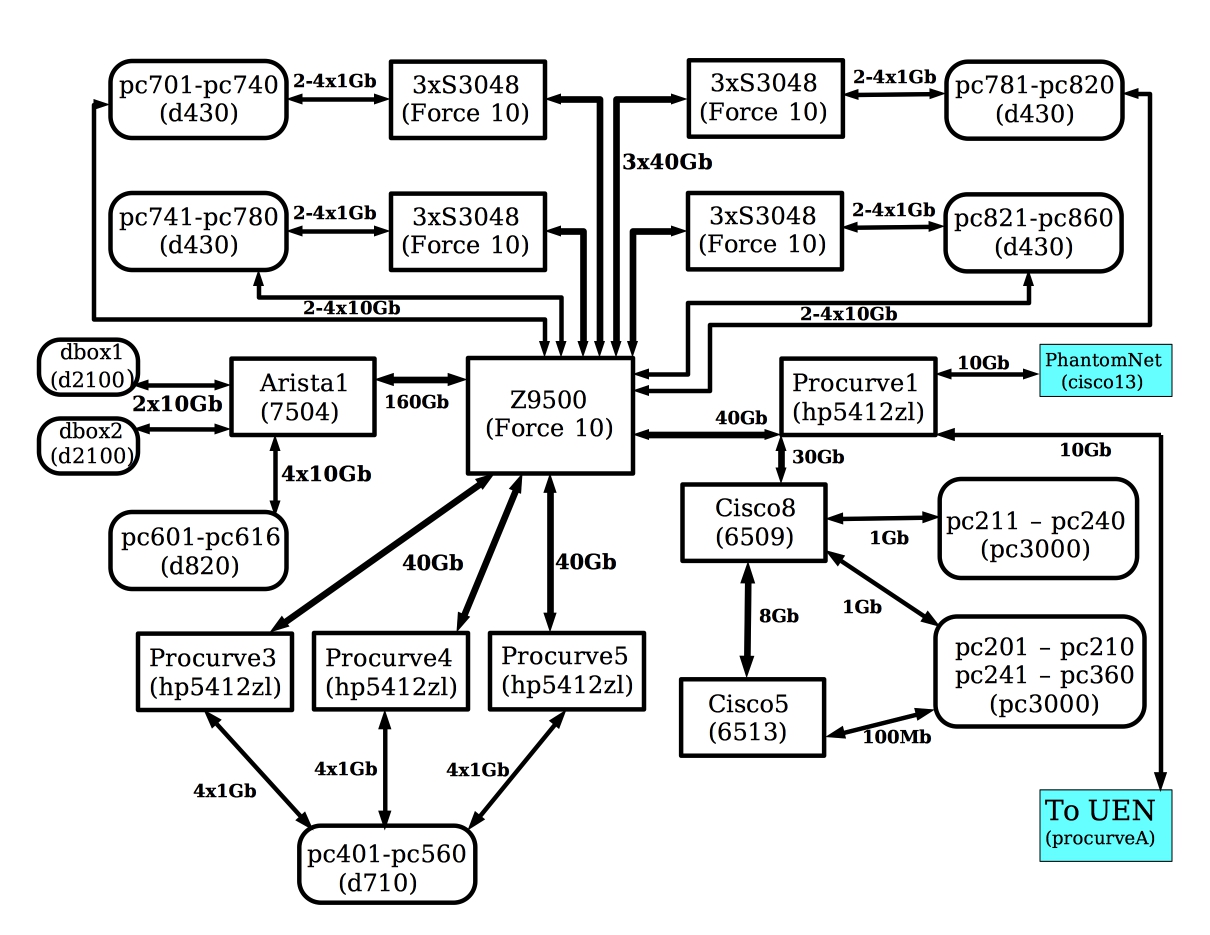 pc701-pc740
(d430)
2-4x1Gb
3xS3048
(Force 10)
3xS3048
(Force 10)
2-4x1Gb
pc781-pc820
(d430)
3x40Gb
pc741-pc780
(d430)
2-4x1Gb
3xS3048
(Force 10)
3xS3048
(Force 10)
2-4x1Gb
pc821-pc860
(d430)
2-4x10Gb
2-4x10Gb
dbox1
(d2100)
2x10Gb
dbox2
(d2100)
Arista1
(7504)
160Gb
Z9500
(Force 10)
40Gb
Procurve1
(hp5412zl)
10Gb
PhantomNet
(cisco13)
10Gb
30Gb
4x10Gb
pc601-pc616
(d820)
40Gb
40Gb
Cisco8
(6509)
1Gb
pc211 – pc240
(pc3000)
1Gb
8Gb
pc201 – pc210
pc241 – pc360
(pc3000)
Procurve3
(hp5412zl)
Procurve4
(hp5412zl)
Procurve5
(hp5412zl)
Cisco5
(6513)
100Mb
4x1Gb
4x1Gb
4x1Gb
To UEN
(procurveA)
pc401-pc560
(d710)